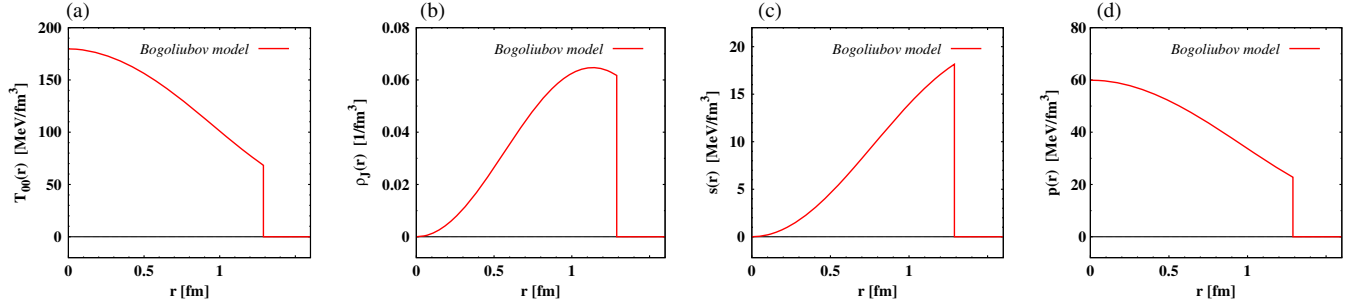 (a)
Bogoliubov model
T00(r) [MeV/fm3]
200
150
100
50
0
0 0.5 1
r [fm]
(b)
Bogoliubov model
ρJ(r) [1/fm3]
0.08
0.06
0.04
0.02
0
0 0.5 1
r [fm]
(c)
Bogoliubov model
s(r) [MeV/fm3]
20
15
10
5
0
0 0.5 1
r [fm]
(d)
Bogoliubov model
p(r) [MeV/fm3]
80
60
40
20
0
0 1
r [fm]